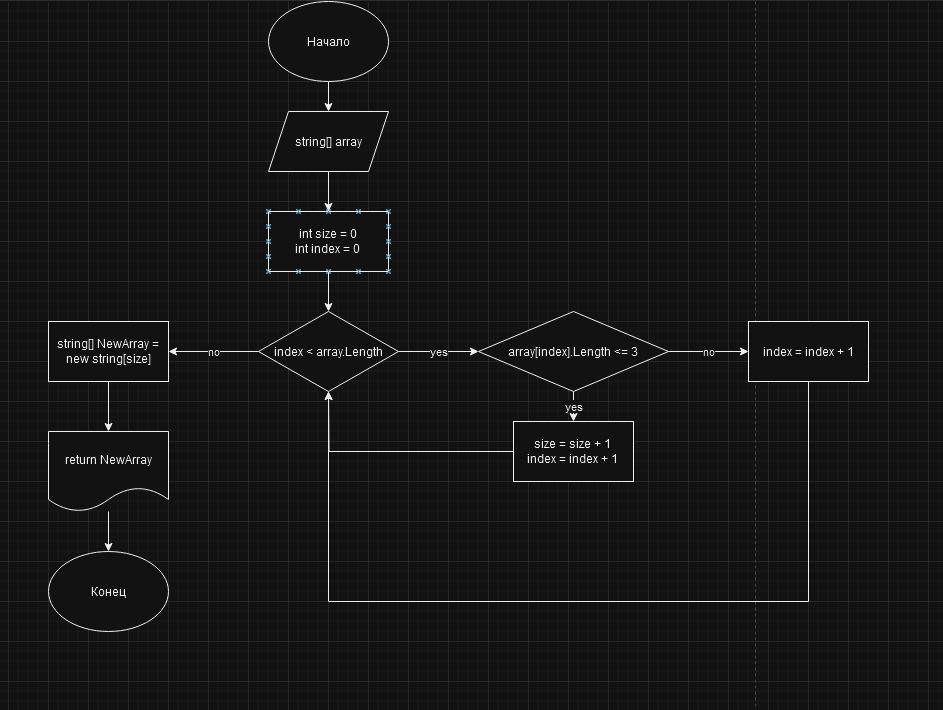 Начало
string[] array
int size = 0
int index = 0
index < array.Length
yes
array[index].Length <= 3
no
index = index + 1
yes
size = size + 1
index = index + 1
no
string[] NewArray =
new string[size]
return NewArray
Конец